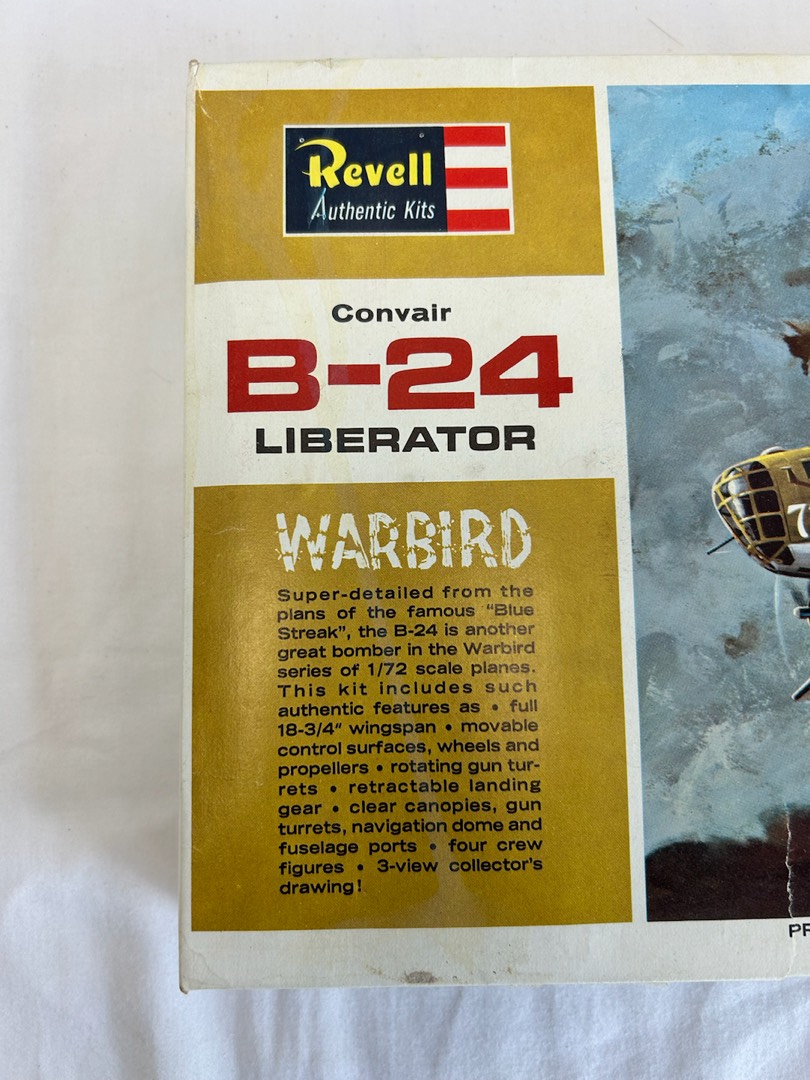 Revell
Authentic Kits
Convair
B-24
LIBERATOR
WARBIRD
Super-detailed from the
plans of the famous "Blue
Streak", the B-24 is another
great bomber in the Warbird
series of 1/72 scale planes.
This kit includes such
authentic features as • full
18-3/4" wingspan • movable
control surfaces, wheels and
propellers • rotating gun tur-
rets • retractable landing
gear • clear canopies, gun
turrets, navigation dome and
fuselage ports • four crew
figures • 3-view collector's
drawing!
7